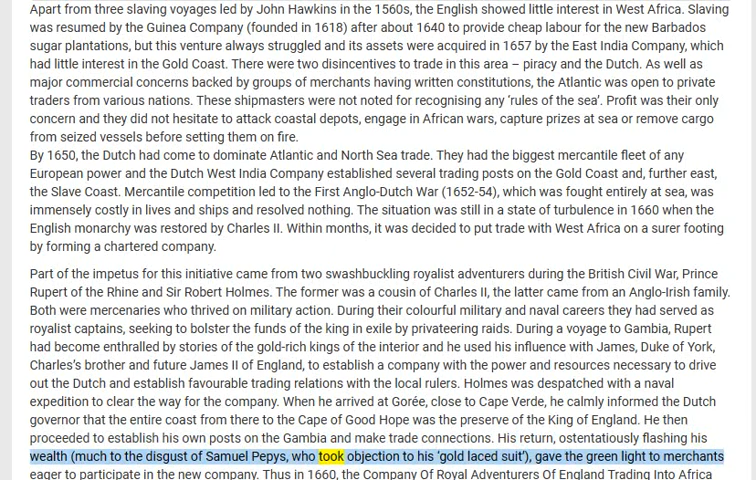 Apart from three slaving voyages led by John Hawkins in the 1560s, the English showed little interest in West Africa. Slaving
was resumed by the Guinea Company (founded in 1618) after about 1640 to provide cheap labour for the new Barbados
sugar plantations, but this venture always struggled and its assets were acquired in 1657 by the East India Company, which
had little interest in the Gold Coast. There were two disincentives to trade in this area – piracy and the Dutch. As well as
major commercial concerns backed by groups of merchants having written constitutions, the Atlantic was open to private
traders from various nations. These shipmasters were not noted for recognising any ‘rules of the sea’. Profit was their only
concern and they did not hesitate to attack coastal depots, engage in African wars, capture prizes at sea or remove cargo
from seized vessels before setting them on fire.
By 1650, the Dutch had come to dominate Atlantic and North Sea trade. They had the biggest mercantile fleet of any
European power and the Dutch West India Company established several trading posts on the Gold Coast and, further east,
the Slave Coast. Mercantile competition led to the First Anglo-Dutch War (1652-54), which was fought entirely at sea, was
immensely costly in lives and ships and resolved nothing. The situation was still in a state of turbulence in 1660 when the
English monarchy was restored by Charles II. Within months, it was decided to put trade with West Africa on a surer footing
by forming a chartered company.
Part of the impetus for this initiative came from two swashbuckling royalist adventurers during the British Civil War, Prince
Rupert of the Rhine and Sir Robert Holmes. The former was a cousin of Charles II, the latter came from an Anglo-Irish family.
Both were mercenaries who thrived on military action. During their colourful military and naval careers they had served as
royalist captains, seeking to bolster the funds of the king in exile by privateering raids. During a voyage to Gambia, Rupert
had become enthralled by stories of the gold-rich kings of the interior and he used his influence with James, Duke of York,
Charles’s brother and future James II of England, to establish a company with the power and resources necessary to drive
out the Dutch and establish favourable trading relations with the local rulers. Holmes was despatched with a naval
expedition to clear the way for the company. When he arrived at Gorée, close to Cape Verde, he calmly informed the Dutch
governor that the entire coast from there to the Cape of Good Hope was the preserve of the King of England. He then
proceeded to establish his own posts on the Gambia and make trade connections. His return, ostentatiously flashing his
wealth (much to the disgust of Samuel Pepys, who took objection to his ‘gold laced suit’), gave the green light to merchants
eager to participate in the new company. Thus in 1660, the Company Of Royal Adventurers Of England Trading Into Africa